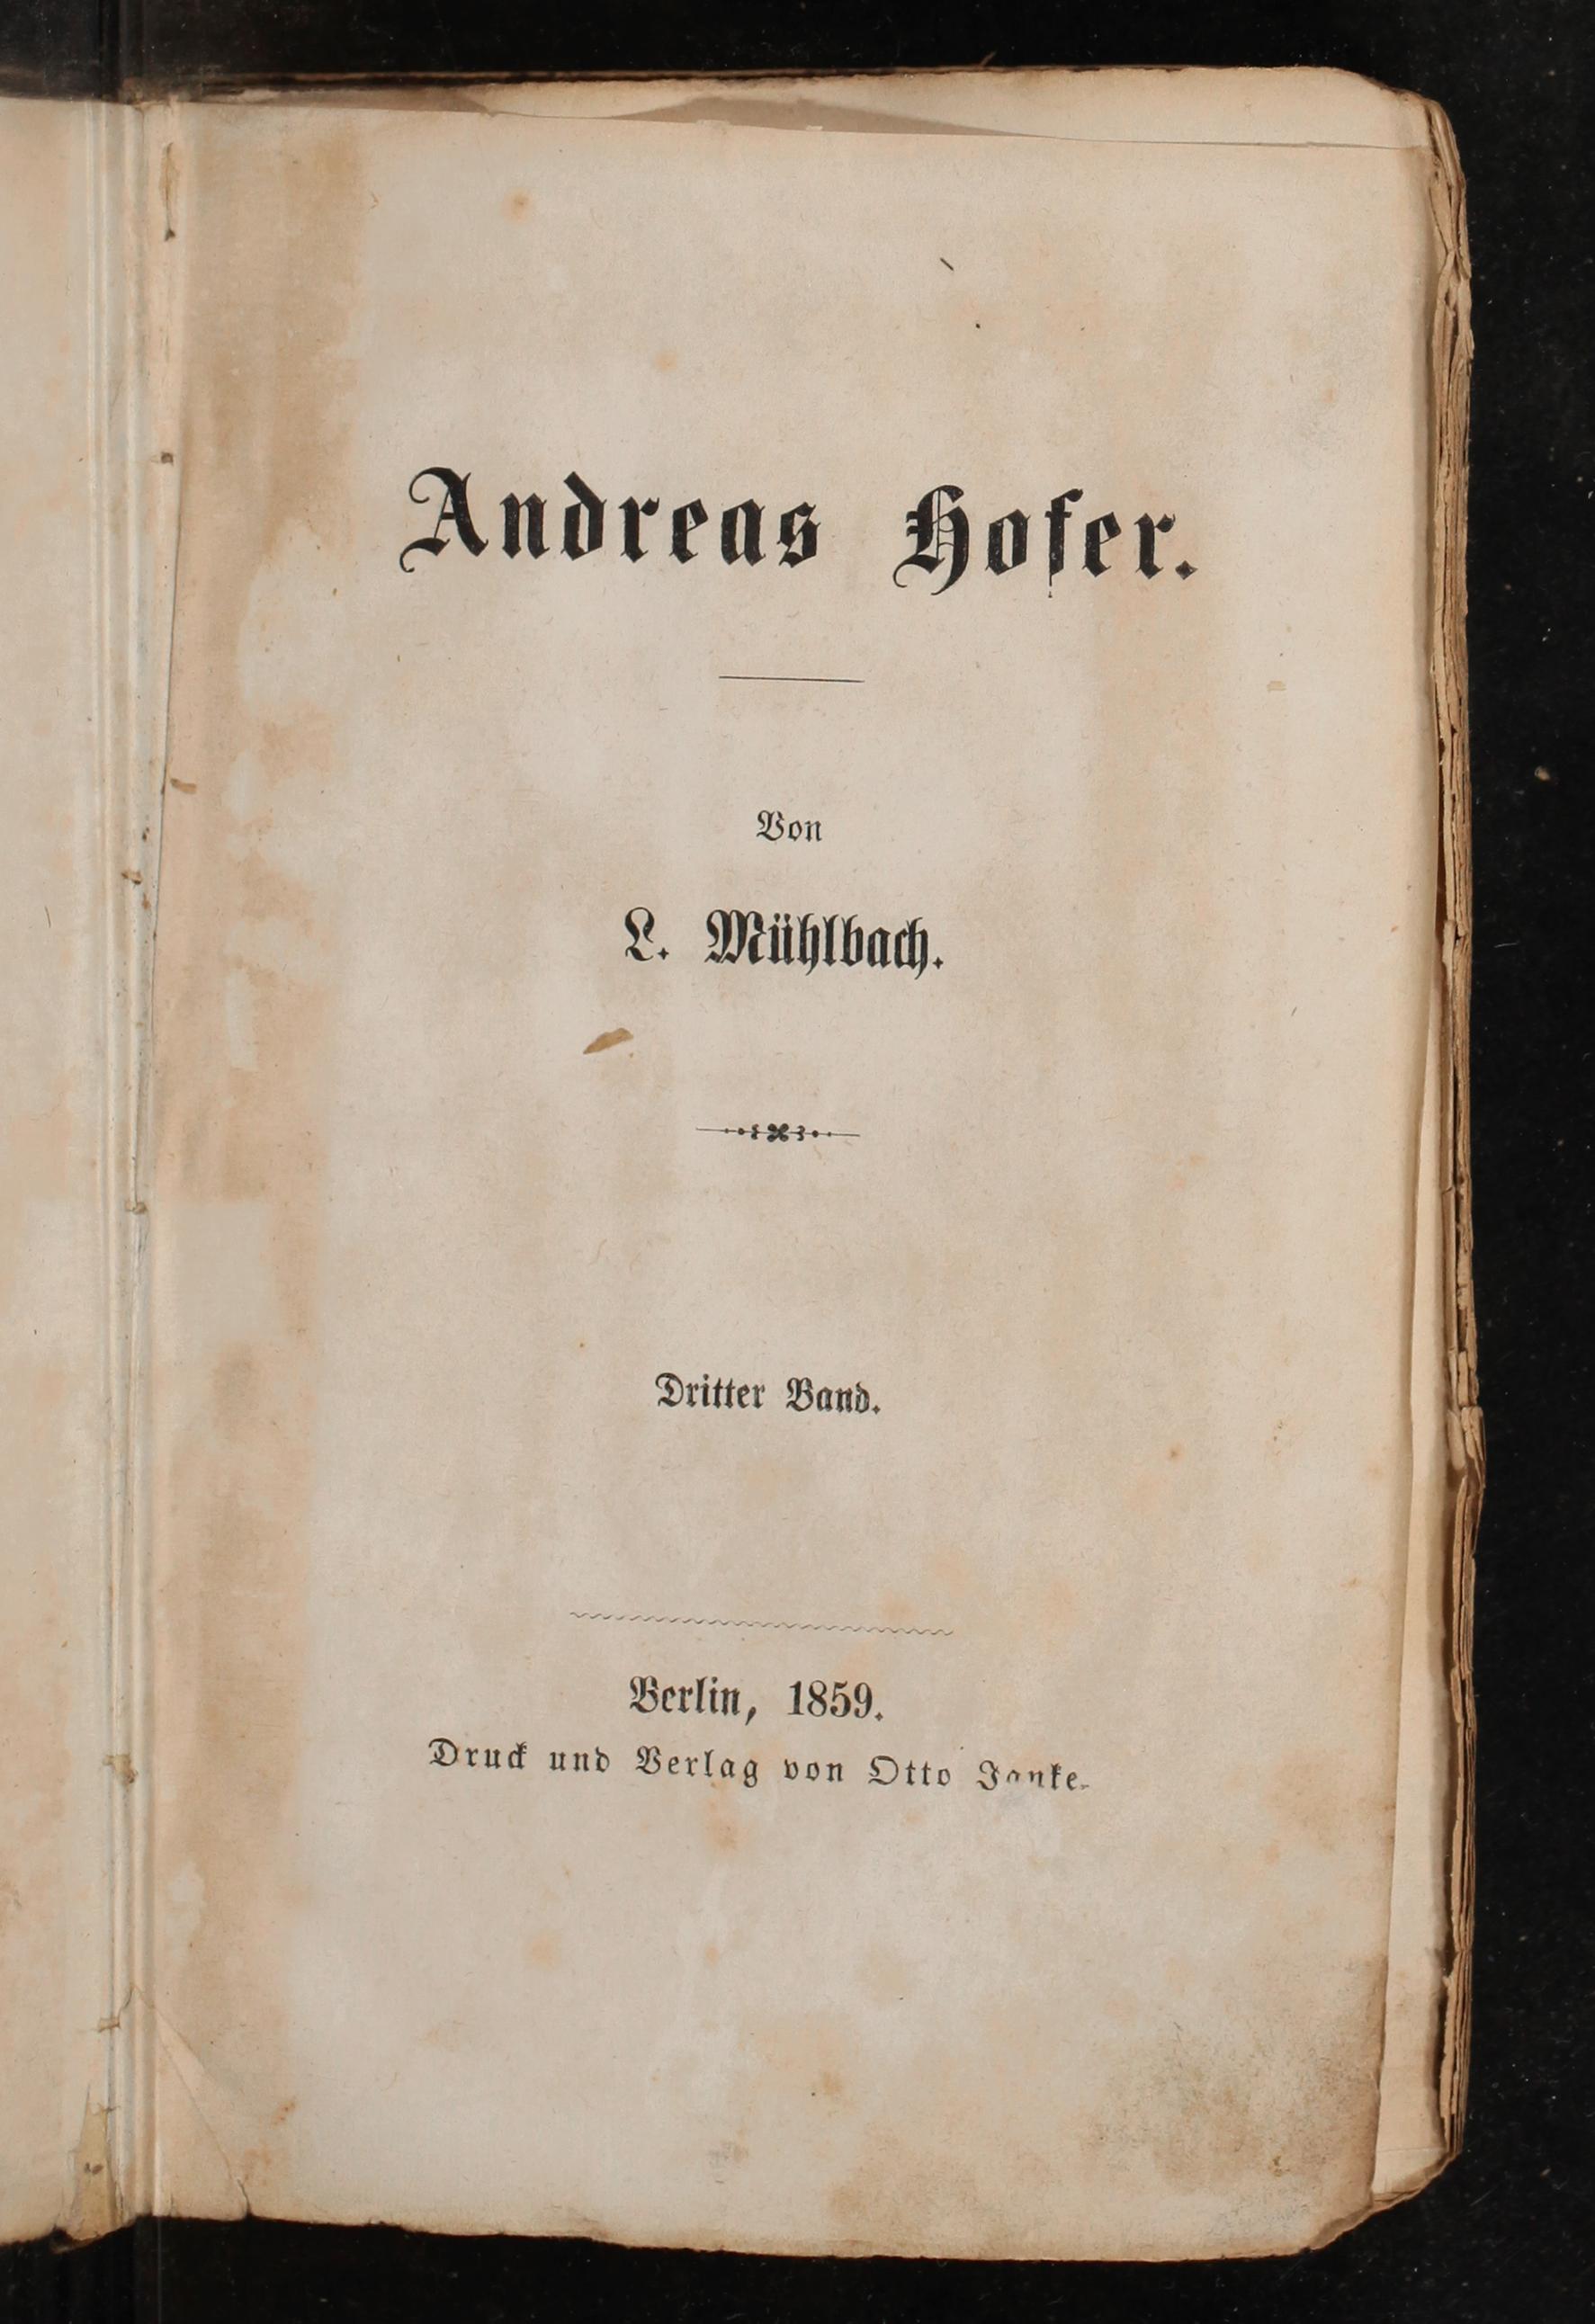 Andreas Hofer.
Von
L. Mühlbach.
Dritter Band.
Berlin, 1859.
Druck und Verlag von Otto Janke.